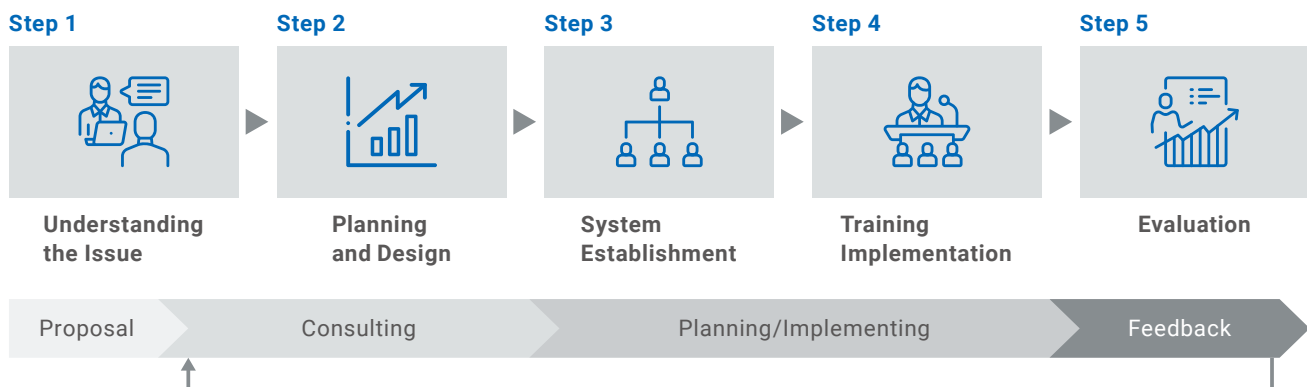 Step 1
Step 2
Step 3
Step 4
Step 5
Understanding
the Issue
Planning
and Design
System
Establishment
Training
Implementation
Evaluation
Proposal
Consulting
Planning/Implementing
Feedback